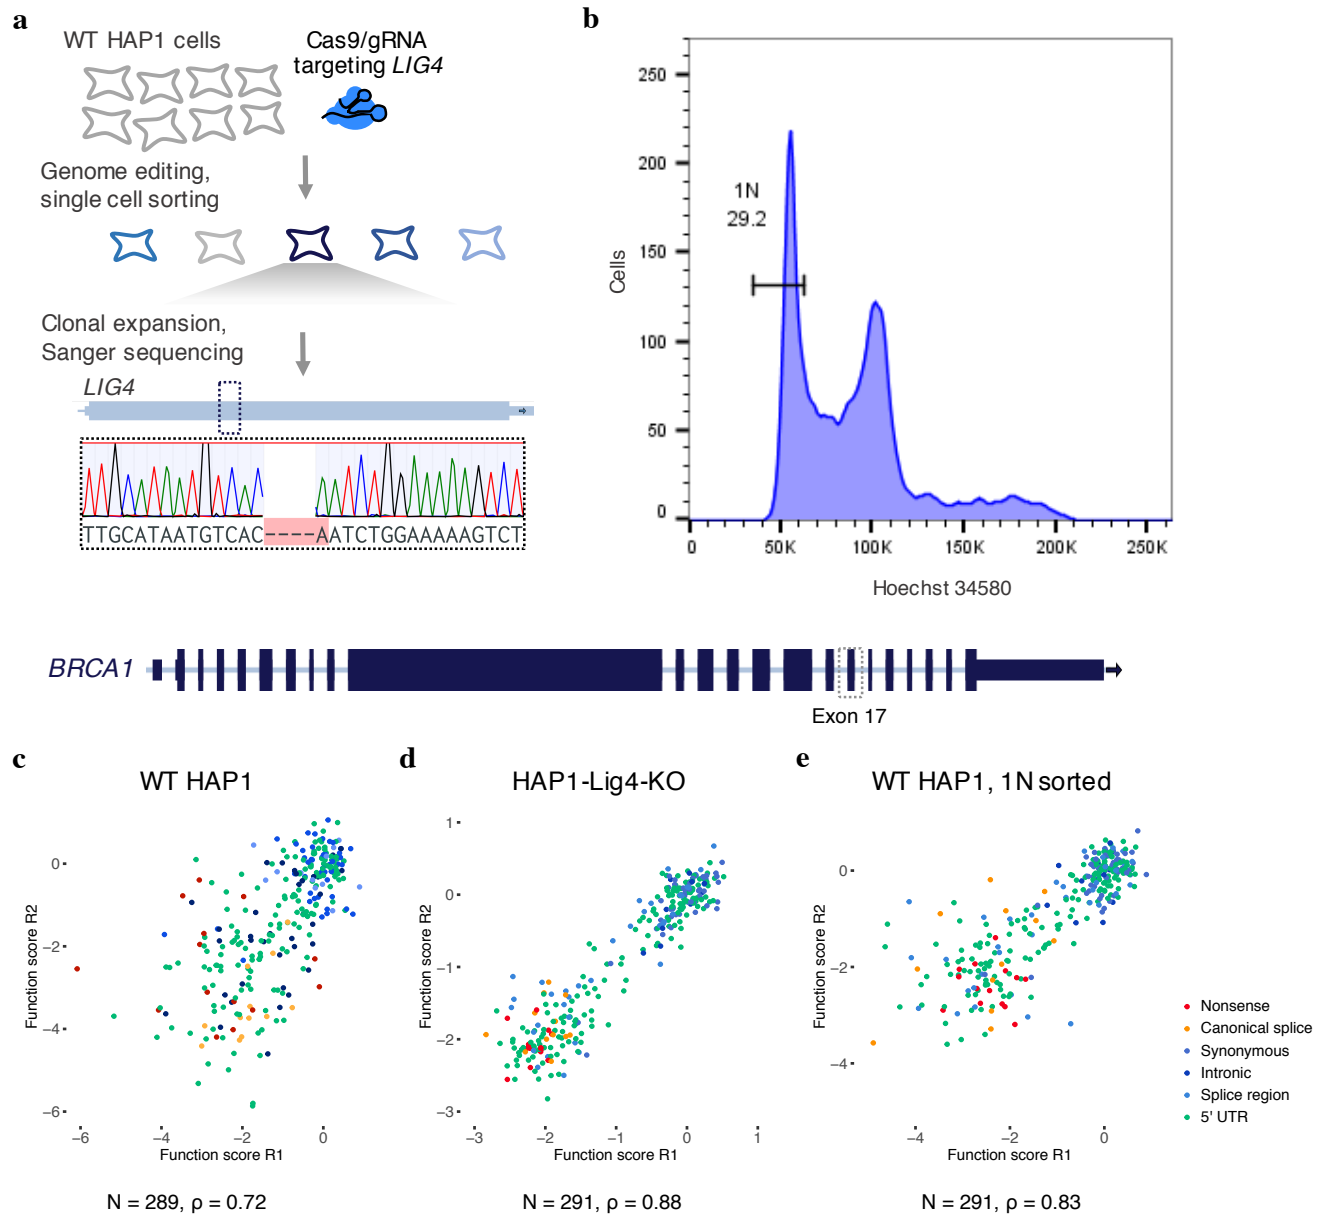 a
WT HAP1 cells
Cas9/gRNA
targeting LIG4
Genome editing,
single cell sorting
Clonal expansion,
Sanger sequencing
LIG4
TTGCATAATGTCAC----AATCTGGAAAAAGTCT
b
250
200
150
100
50
0
Cells
1N
29.2
0
50K
100K
150K
200K
250K
Hoechst 34580
BRCA1
Exon 17
c
WT HAP1
0
−2
−4
−6
Function score R2
−6
−4
−2
0
Function score R1
N = 289, ρ = 0.72
d
HAP1-Lig4-KO
1
0
−1
−2
−3
Function score R2
−3
−2
−1
0
1
Function score R1
N = 291, ρ = 0.88
e
WT HAP1, 1N sorted
0
−2
−4
Function score R2
−4
−2
0
Function score R1
N = 291, ρ = 0.83
Nonsense
Canonical splice
Synonymous
Intronic
Splice region
5' UTR